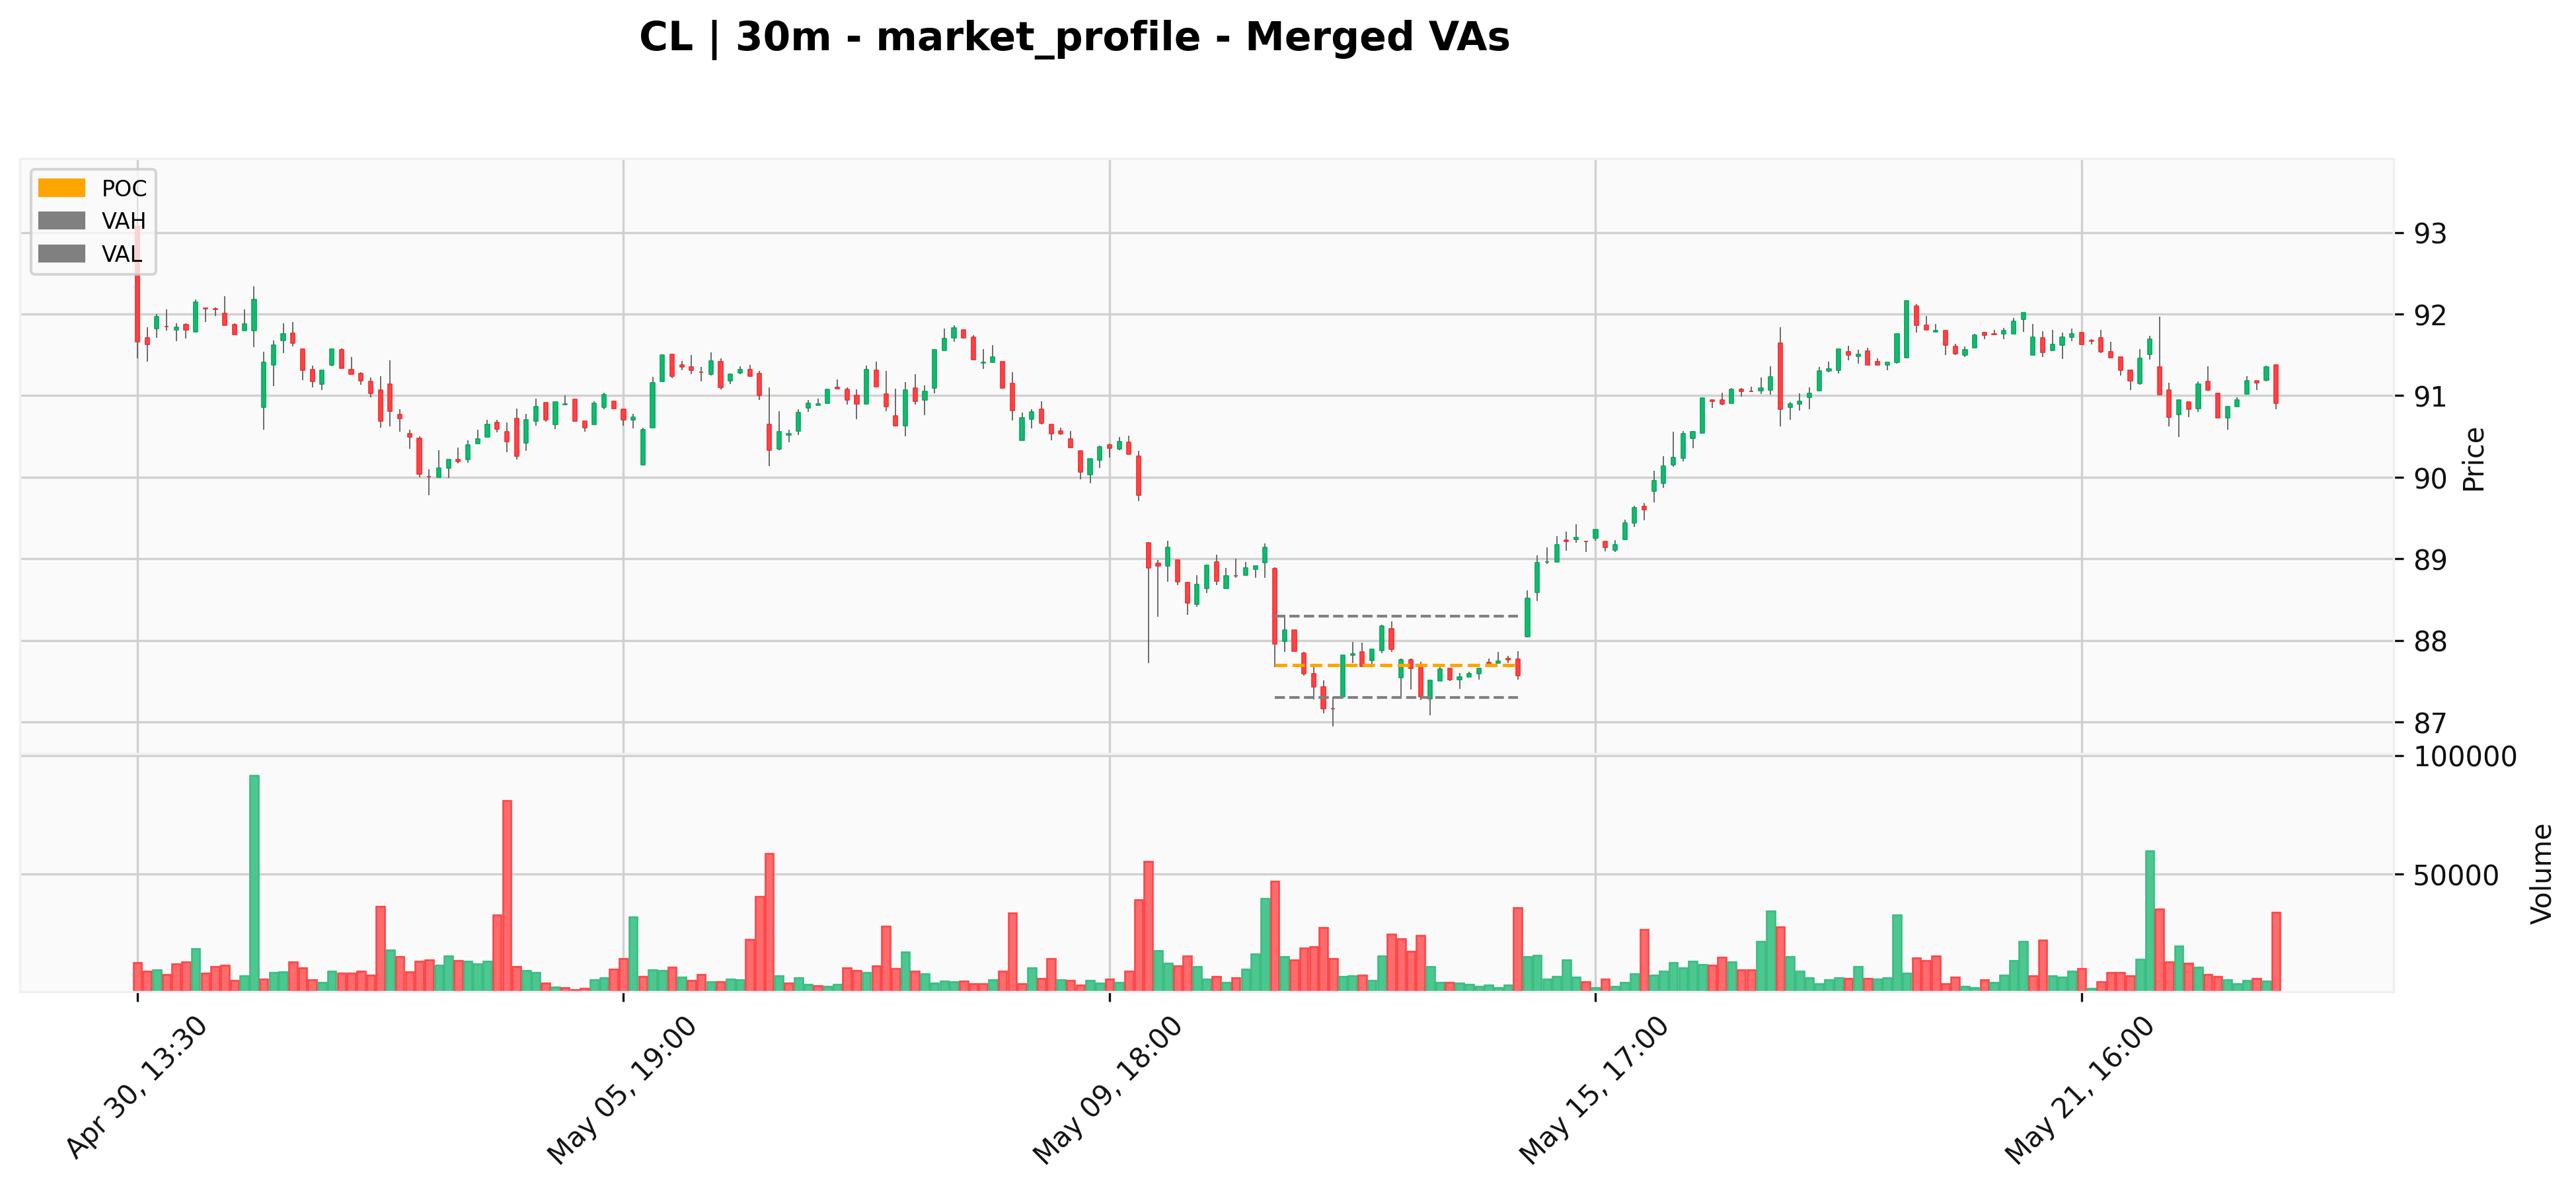 CL | 30m - market_profile - Merged VAs
POC
VAH
VAL
93
92
91
90
89
88
87
Price
100000
50000
Volume
Apr 30, 13:30
May 05, 19:00
May 09, 18:00
May 15, 17:00
May 21, 16:00